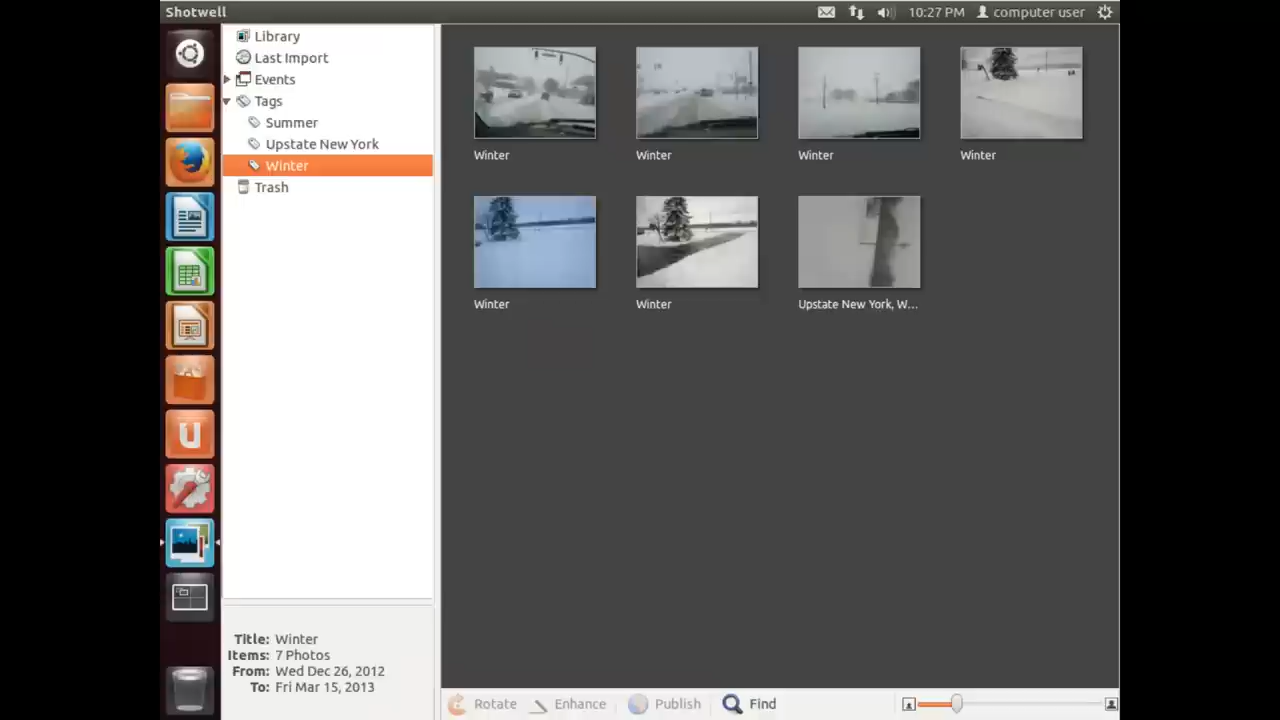 Shotwell
10:27 PM computer user
Library
Last Import
Events
Tags
Summer
Upstate New York
Winter
Trash
Winter Winter Winter Winter
Winter Winter Upstate New York, W...
Title: Winter
Items: 7 Photos
From: Wed Dec 26, 2012
To: Fri Mar 15, 2013
Rotate Enhance Publish Find